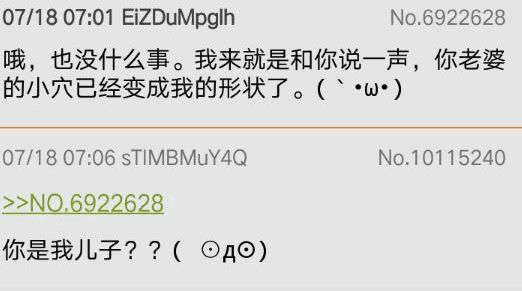 07/18 07:01 EiZDuMpglh No.6922628
哦，也没什么事。我来就是和你说一声，你老婆
的小穴已经变成我的形状了。(｀•ω•)
07/18 07:06 sTlMBMuY4Q No.10115240
>>NO.6922628
你是我儿子？？( ⊙д⊙)